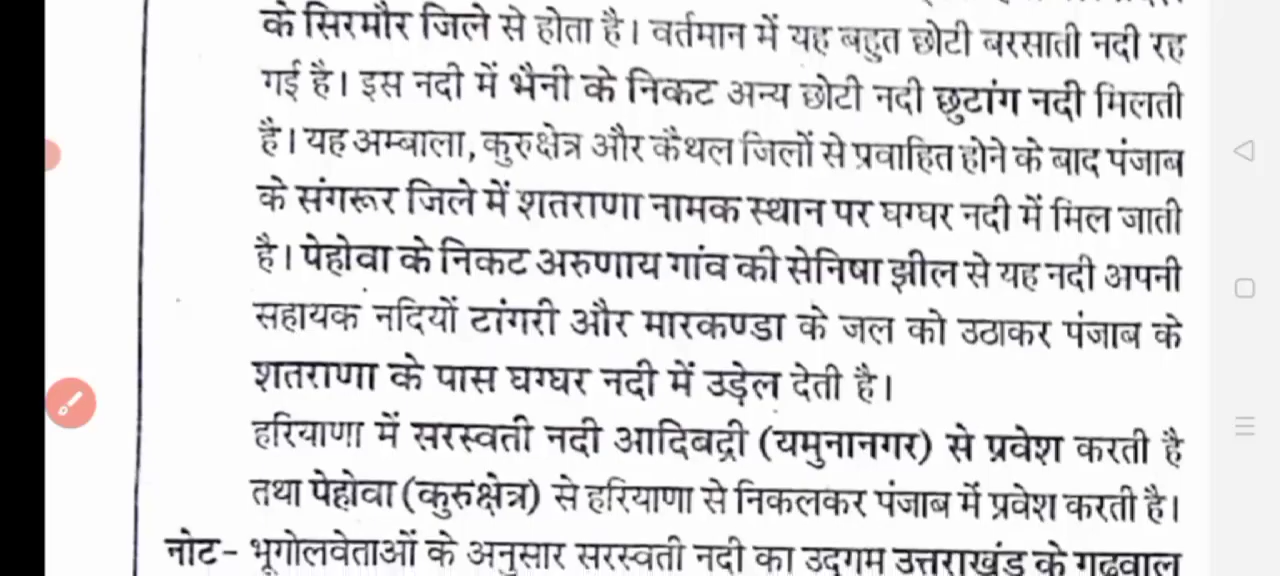 के सिरमौर जिले से होता है। वर्तमान में यह बहुत छोटी बरसाती नदी रह
गई है। इस नदी में भैनी के निकट अन्य छोटी नदी छुटांग नदी मिलती
है। यह अम्बाला, कुरुक्षेत्र और कैथल जिलों से प्रवाहित होने के बाद पंजाब
के संगरूर जिले में शतराणा नामक स्थान पर घग्घर नदी में मिल जाती
है। पेहोवा के निकट अरुणाय गांव की सेनिषा झील से यह नदी अपनी
सहायक नदियों टांगरी और मारकण्डा के जल को उठाकर पंजाब के
शतराणा के पास घग्घर नदी में उड़ेल देती है।
हरियाणा में सरस्वती नदी आदिबद्री (यमुनानगर) से प्रवेश करती है
तथा पेहोवा (कुरुक्षेत्र) से हरियाणा से निकलकर पंजाब में प्रवेश करती है।
नोट- भूगोलवेताओं के अनुसार सरस्वती नदी का उद्गम उत्तराखंड के गढ़वाल